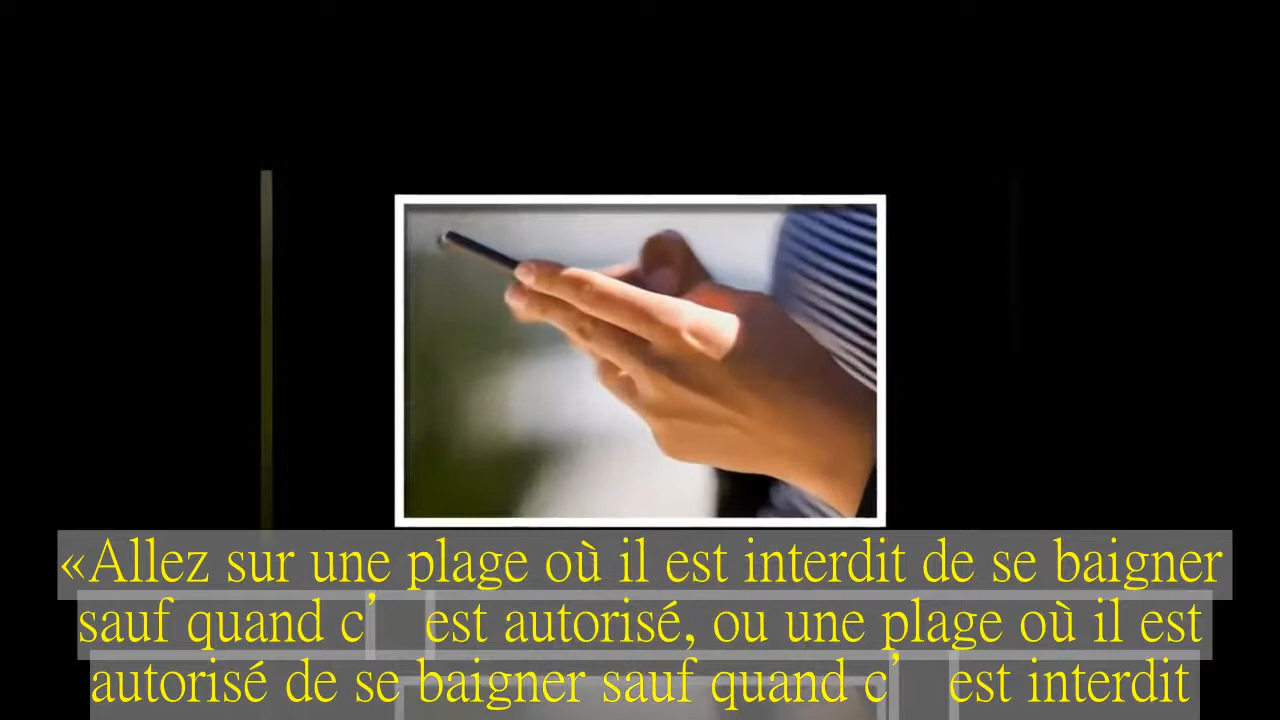 «Allez sur une plage où il est interdit de se baigner
sauf quand c’ est autorisé, ou une plage où il est
autorisé de se baigner sauf quand c’ est interdit